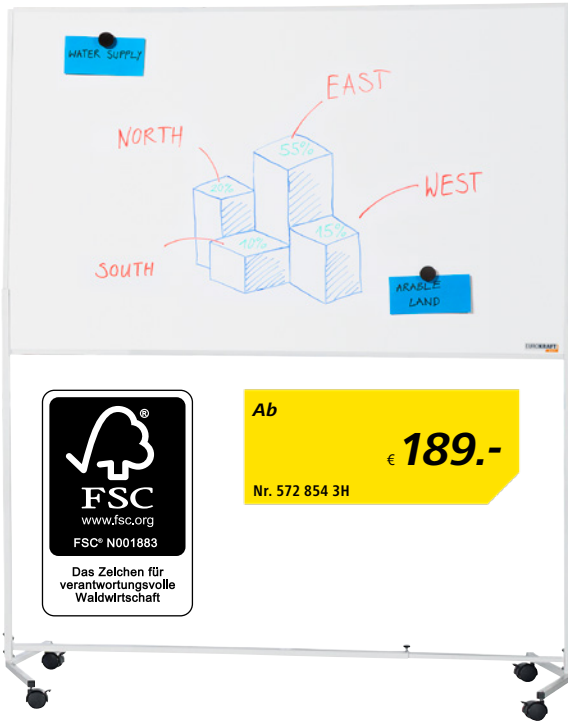 WATER SUPPLY
EAST
NORTH
55%
20%
WEST
15%
10%
SOUTH
ARABLE
LAND
EUROKRAFT
Ab
€ 189.-
Nr. 572 854 3H
®
FSC
www.fsc.org
FSC® N001883
Das Zeichen für
verantwortungsvolle
Waldwirtschaft